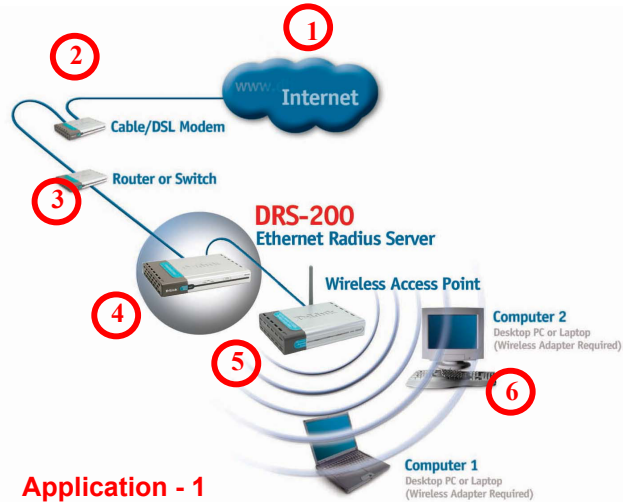 1
2
www.
Internet
Cable/DSL Modem
Router or Switch
3
DRS-200
Ethernet Radius Server
Wireless Access Point
4
5
Computer 2
Desktop PC or Laptop
(Wireless Adapter Required)
6
Computer 1
Desktop PC or Laptop
(Wireless Adapter Required)
Application - 1